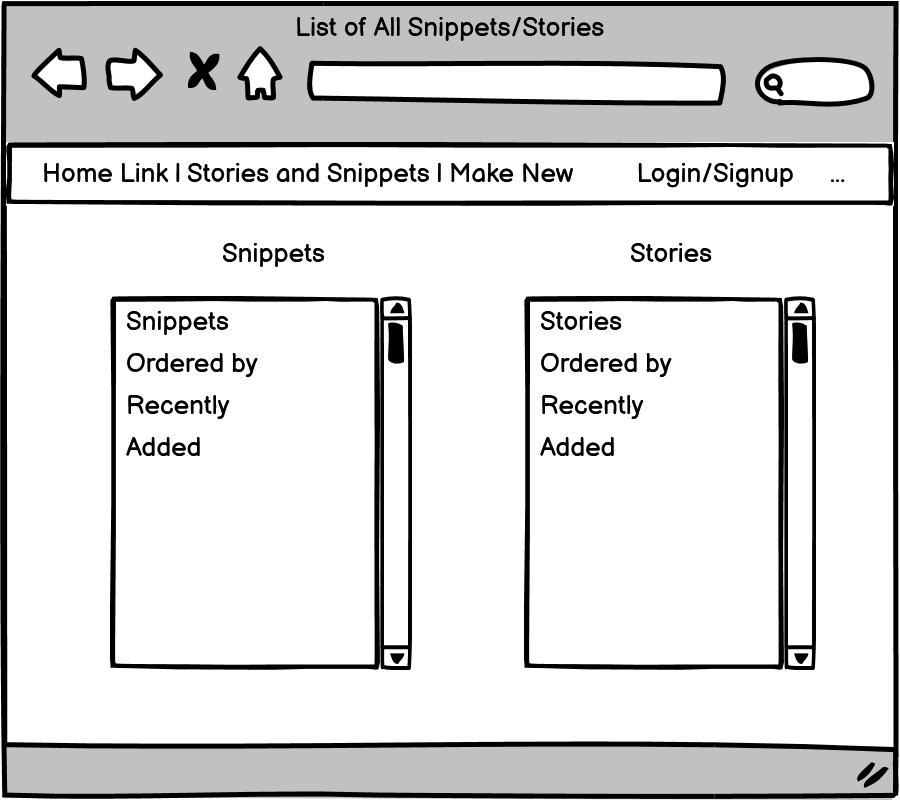 List of All Snippets/Stories
Home Link | Stories and Snippets | Make New Login/Signup ...
Snippets
Snippets
Ordered by
Recently
Added
Stories
Stories
Ordered by
Recently
Added